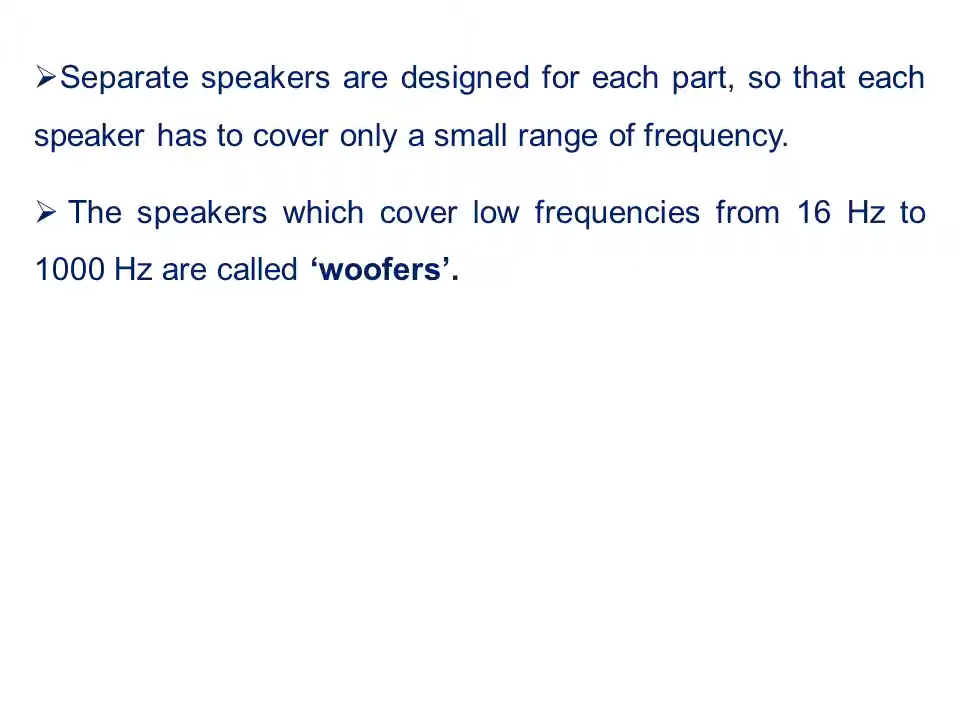 ➢Separate speakers are designed for each part, so that each
speaker has to cover only a small range of frequency.
➢ The speakers which cover low frequencies from 16 Hz to
1000 Hz are called ‘woofers’.